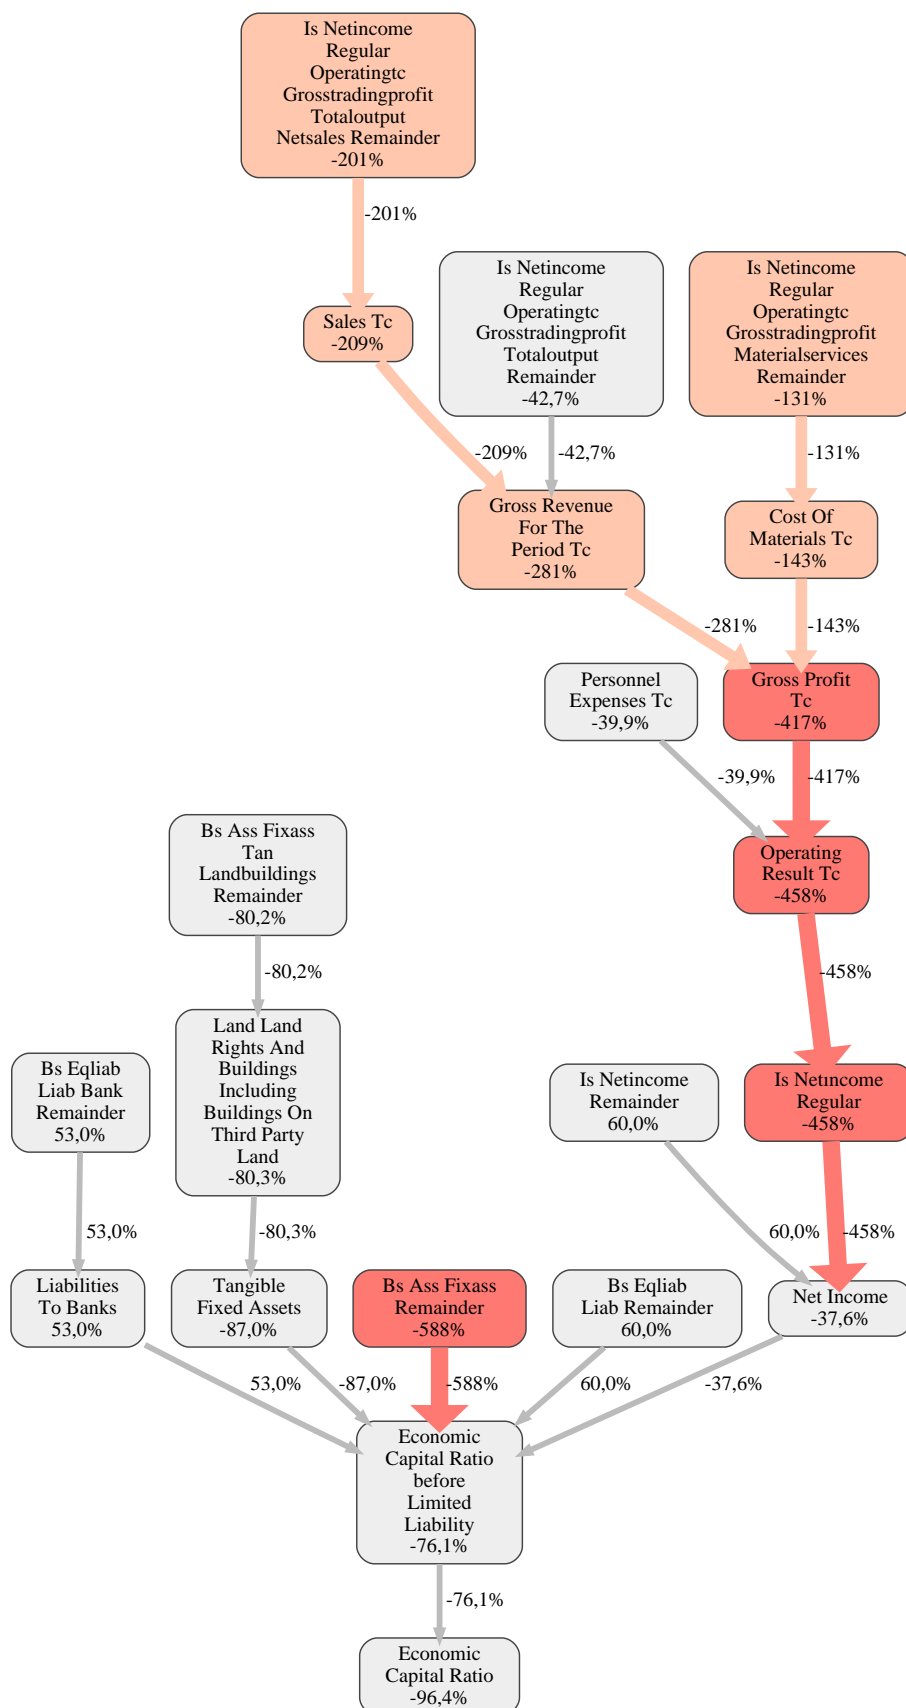 Is Netincome
Regular
Operatingtc
Grosstradingprofit
Totaloutput
Netsales Remainder
-201%
-201%
Is Netincome
Regular
Operatingtc
Grosstradingprofit
Totaloutput
Remainder
-42,7%
Is Netincome
Regular
Operatingtc
Grosstradingprofit
Materialservices
Remainder
-131%
Sales Tc
-209%
-209%
-42,7%
-131%
Gross Revenue
For The
Period Tc
-281%
Cost Of
Materials Tc
-143%
-281%
-143%
Personnel
Expenses Tc
-39,9%
Gross Profit
Tc
-417%
-39,9%
-417%
Bs Ass Fixass
Tan
Landbuildings
Remainder
-80,2%
Operating
Result Tc
-458%
-80,2%
-458%
Bs Eqliab
Liab Bank
Remainder
53,0%
Land Land
Rights And
Buildings
Including
Buildings On
Third Party
Land
-80,3%
Is Netincome
Remainder
60,0%
Is Netincome
Regular
-458%
53,0%
-80,3%
60,0%
-458%
Liabilities
To Banks
53,0%
Tangible
Fixed Assets
-87,0%
Bs Ass Fixass
Remainder
-588%
Bs Eqliab
Liab Remainder
60,0%
Net Income
-37,6%
53,0%
-87,0%
-588%
60,0%
-37,6%
Economic
Capital Ratio
before
Limited
Liability
-76,1%
-76,1%
Economic
Capital Ratio
-96,4%